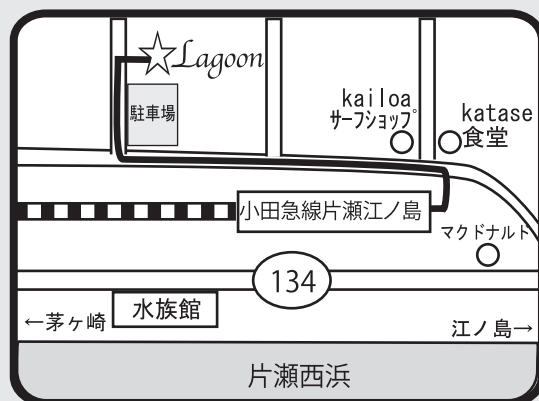 Lagoon
駐車場
kailoa
サーフショップ
katase
食堂
小田急線片瀬江ノ島
マクドナルド
134
水族館
←茅ヶ崎
江ノ島→
片瀬西浜